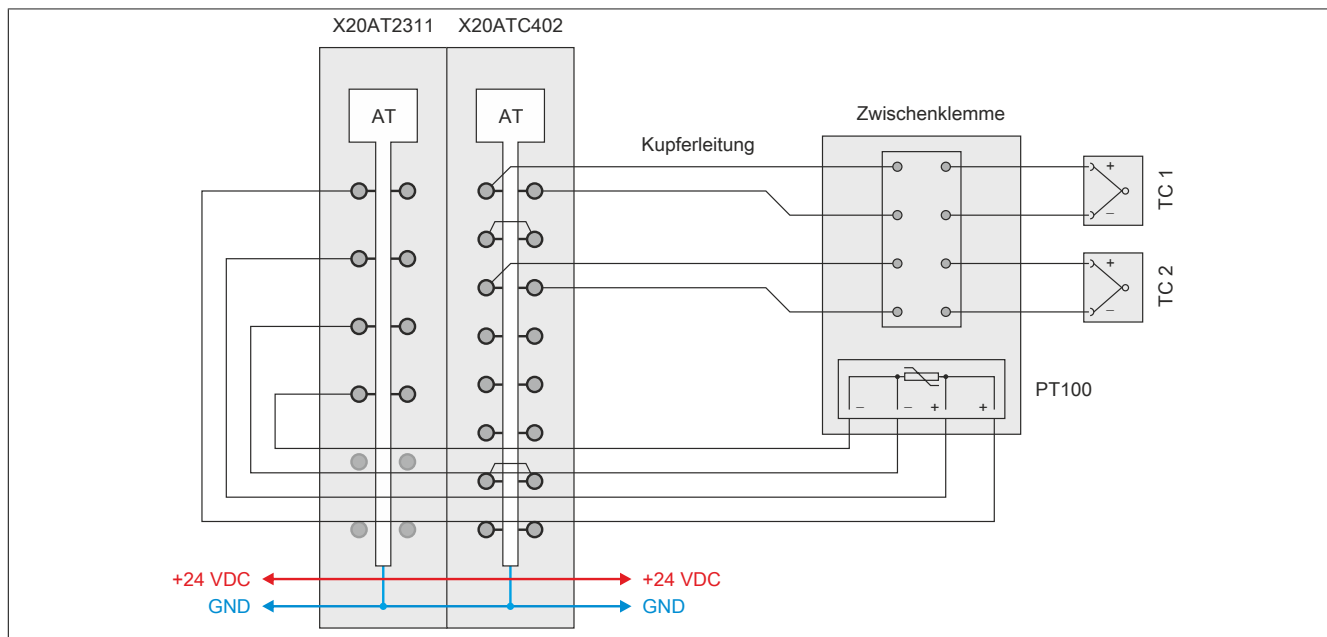 X20AT2311
X20ATC402
AT
AT
Kupferleitung
Zwischenklemme
+
−
TC 1
+
−
TC 2
− − + +
PT100
+24 VDC
+24 VDC
GND
GND